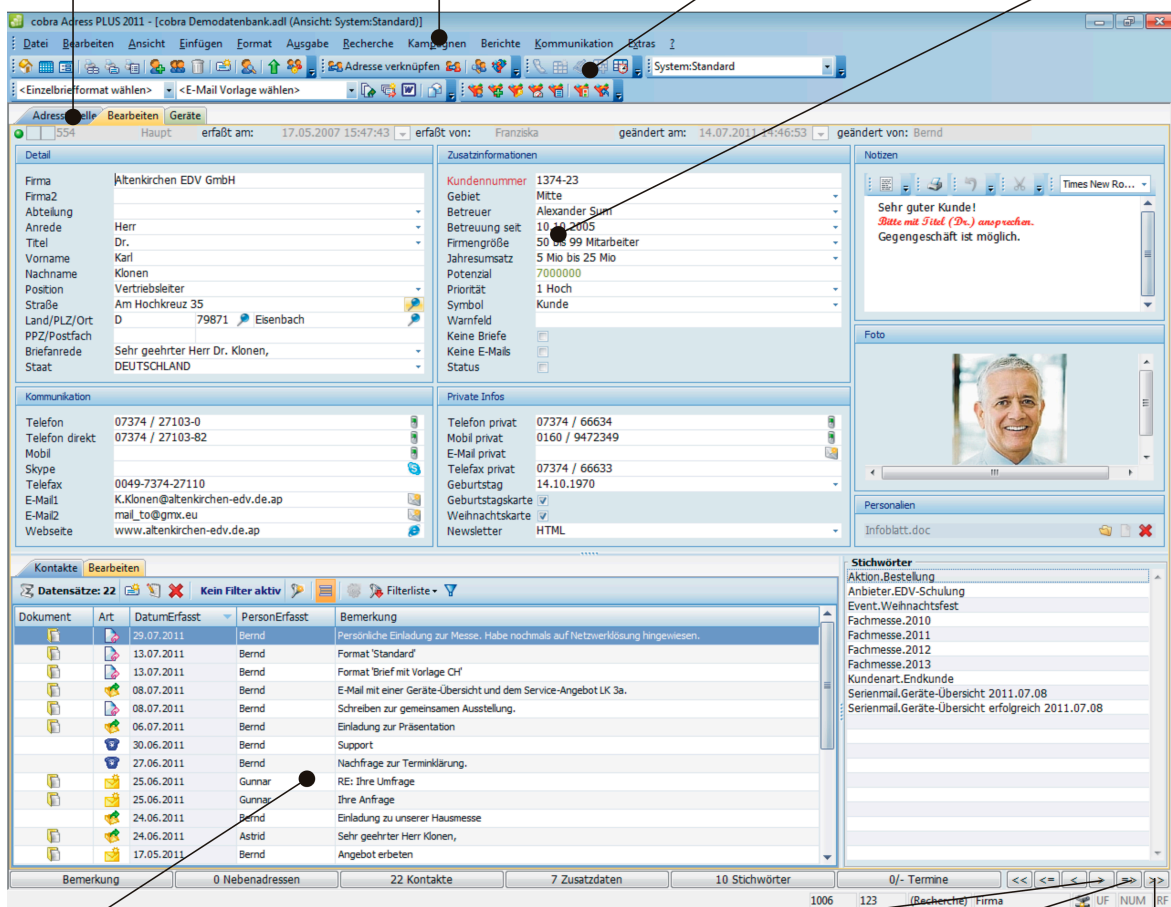 cobra Adress PLUS 2011 - [cobra Demodatenbank.adl (Ansicht: System:Standard)]
Datei Bearbeiten Ansicht Einfügen Format Ausgabe Recherche Kampagnen Berichte Kommunikation Extras ?
Adresse verknüpfen System:Standard
<Einzelbriefformat wählen> <E-Mail Vorlage wählen>
Bearbeiten Geräte
554 Haupt erfaßt am: 17.05.2007 15:47:43 erfaßt von: Franziska geändert am: 14.07.2011 14:46:53 geändert von: Bernd
Detail
Firma Altenkirchen EDV GmbH
Firma2
Abteilung
Anrede Herr
Titel Dr.
Vorname Karl
Nachname Klonen
Position Vertriebsleiter
Straße Am Hochkreuz 35
Land/PLZ/Ort D 79871 Eisenbach
PPZ/Postfach
Briefanrede Sehr geehrter Herr Dr. Klonen,
Staat DEUTSCHLAND
Zusatzinformationen
Kundennummer 1374-23
Gebiet Mitte
Betreuer Alexander Sum
Betreuung seit 10.10.2005
Firmengröße 50 bis 99 Mitarbeiter
Jahresumsatz 5 Mio bis 25 Mio
Potenzial 7000000
Priorität 1 Hoch
Symbol Kunde
Warnfeld
Keine Briefe
Keine E-Mails
Status
Notizen
Times New Ro...
Sehr guter Kunde!
Bitte mit Titel (Dr.) ansprechen.
Gegengeschäft ist möglich.
Foto
Kommunikation
Telefon 07374 / 27103-0
Telefon direkt 07374 / 27103-82
Mobil
Skype
Telefax 0049-7374-27110
E-Mail1 K.Klonen@altenkirchen-edv.de.ap
E-Mail2 mail_to@gmx.eu
Webseite www.altenkirchen-edv.de.ap
Private Infos
Telefon privat 07374 / 66634
Mobil privat 0160 / 9472349
E-Mail privat
Telefax privat 07374 / 66633
Geburtstag 14.10.1970
Geburtstagskarte
Weihnachtskarte
Newsletter HTML
Personalien
Infoblatt.doc
Kontakte Bearbeiten
Datensätze: 22 Kein Filter aktiv Filterliste
Dokument Art DatumErfasst PersonErfasst Bemerkung
29.07.2011 Bernd Persönliche Einladung zur Messe. Habe nochmals auf Netzwerklösung hingewiesen.
13.07.2011 Bernd Format 'Standard'
13.07.2011 Bernd Format 'Brief mit Vorlage CH'
08.07.2011 Bernd E-Mail mit einer Geräte-Übersicht und dem Service-Angebot LK 3a.
08.07.2011 Bernd Schreiben zur gemeinsamen Ausstellung.
06.07.2011 Bernd Einladung zur Präsentation
30.06.2011 Bernd Support
27.06.2011 Bernd Nachfrage zur Terminklärung.
25.06.2011 Gunnar RE: Ihre Umfrage
25.06.2011 Gunnar Ihre Anfrage
24.06.2011 Bernd Einladung zu unserer Hausmesse
24.06.2011 Astrid Sehr geehrter Herr Klonen,
17.05.2011 Bernd Angebot erbeten
Stichwörter
Aktion.Bestellung
Anbieter.EDV-Schulung
Event.Weihnachtsfest
Fachmesse.2010
Fachmesse.2011
Fachmesse.2012
Fachmesse.2013
Kundenart.Endkunde
Serienmail.Geräte-Übersicht 2011.07.08
Serienmail.Geräte-Übersicht erfolgreich 2011.07.08
Bemerkung 0 Nebenadressen 22 Kontakte 7 Zusatzdaten 10 Stichwörter 0/- Termine << <= < > => >>
1006 123 (Recherche) Firma UF NUM RF